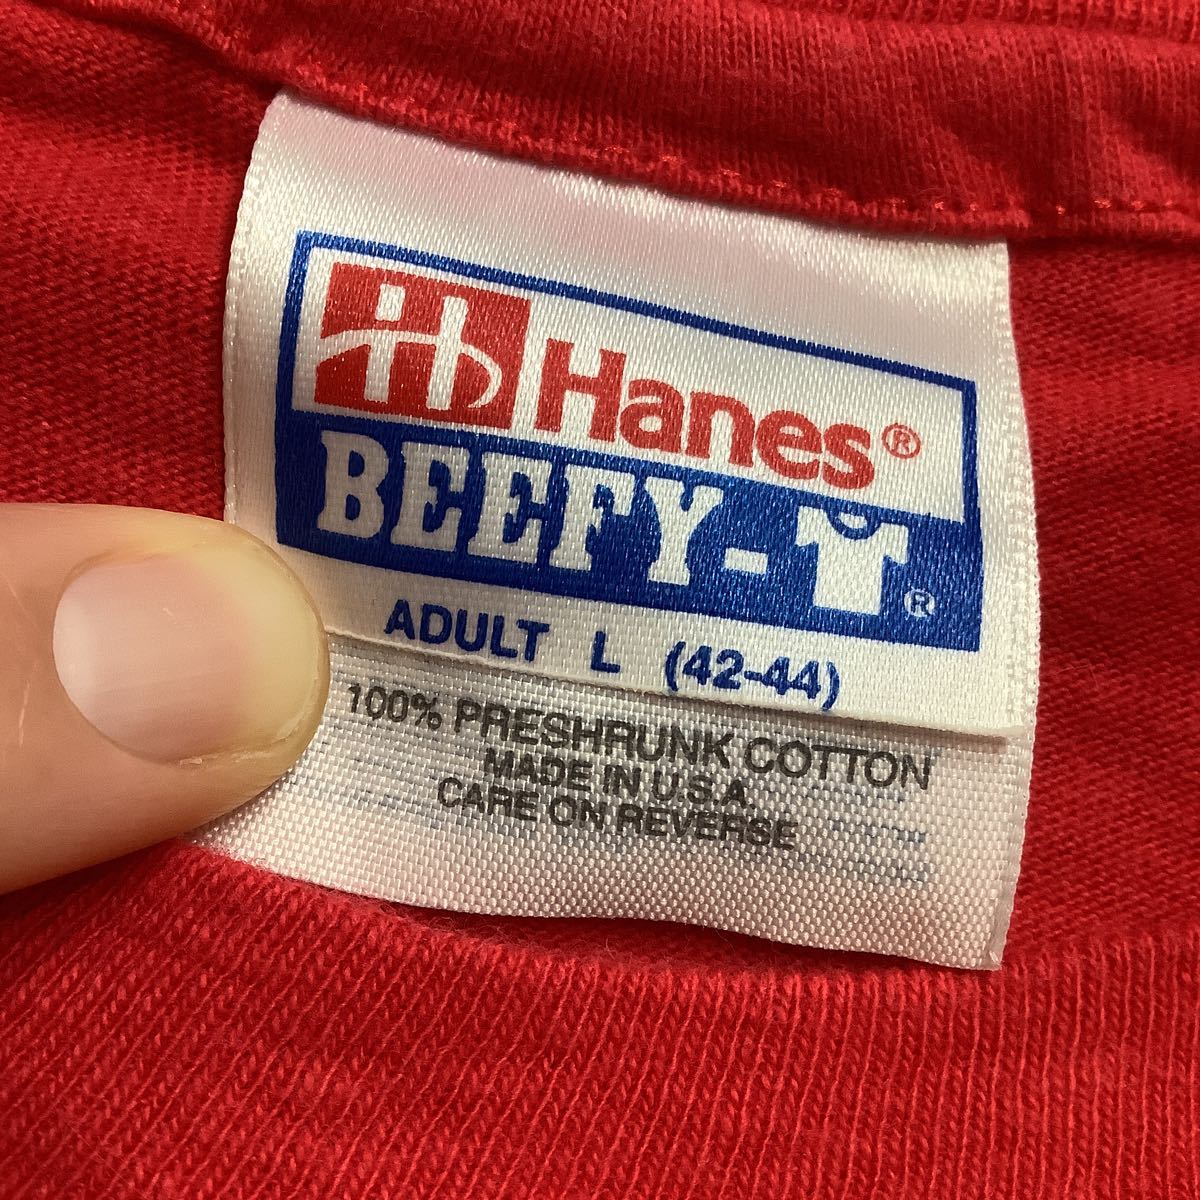 Hanes®
BEEFY-T®
ADULT L (42-44)
100% PRESHRUNK COTTON
MADE IN U.S.A.
CARE ON REVERSE